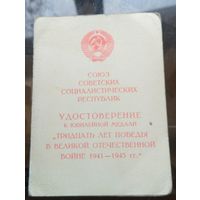 СОЮЗ
СОВЕТСКИХ
СОЦИАЛИСТИЧЕСКИХ
РЕСПУБЛИК
УДОСТОВЕРЕНИЕ
К ЮБИЛЕЙНОЙ МЕДАЛИ
„ТРИДЦАТЬ ЛЕТ ПОБЕДЫ
В ВЕЛИКОЙ ОТЕЧЕСТВЕННОЙ
ВОЙНЕ 1941—1945 гг.“